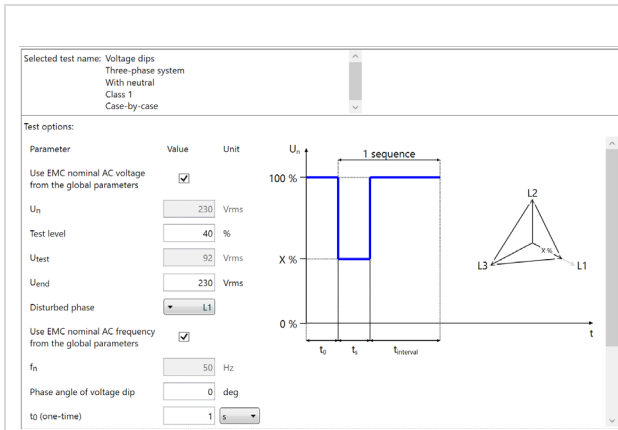 Selected test name: Voltage dips
Three-phase system
With neutral
Class 1
Case-by-case
Test options:
Parameter Value Unit
Use EMC nominal AC voltage
from the global parameters
Un 230 Vrms
Test level 40 %
Utest 92 Vrms
Uend 230 Vrms
Disturbed phase L1
Use EMC nominal AC frequency
from the global parameters
fn 50 Hz
Phase angle of voltage dip 0 deg
t0 (one-time) 1 s
Un
1 sequence
100 %
X %
0 %
t
t0 ts tinterval
L2
X %
L3 L1